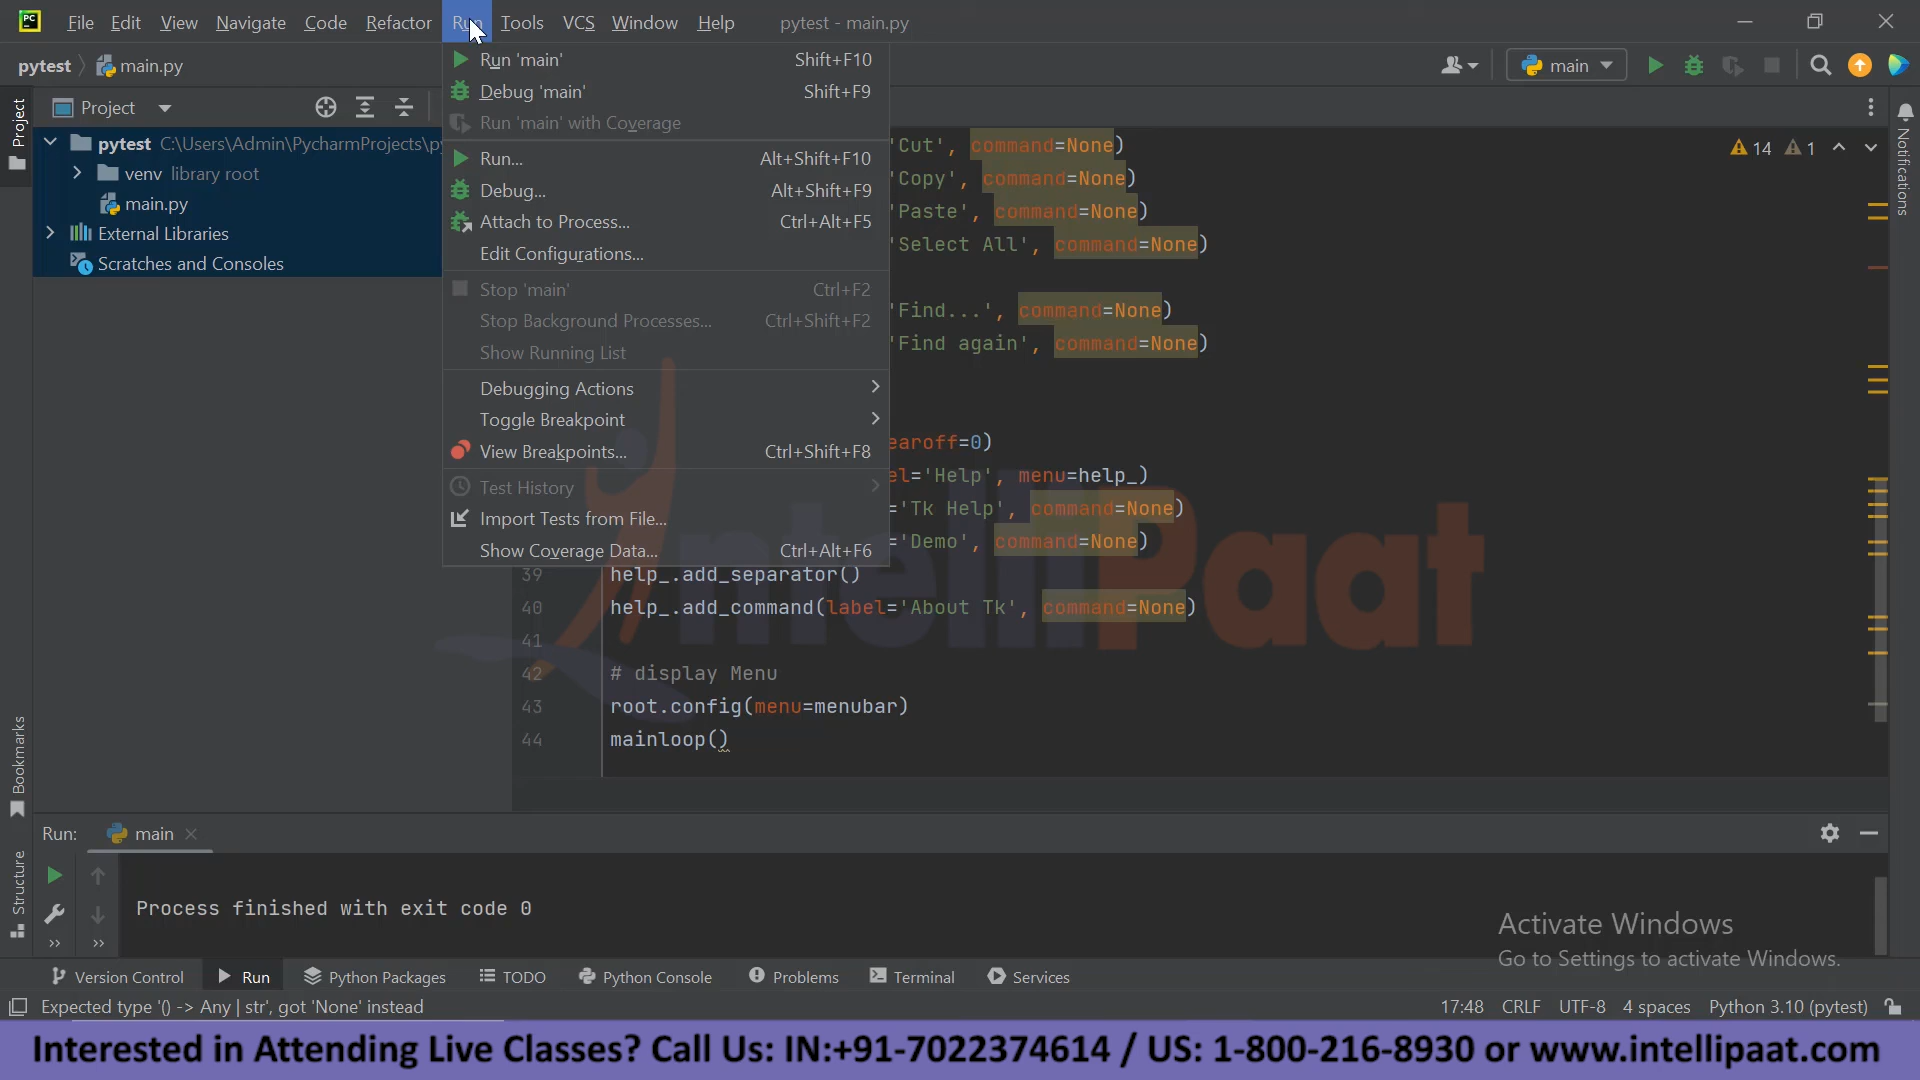 PC File Edit View Navigate Code Refactor Run Tools VCS Window Help pytest - main.py
pytest main.py
main
Project
Project
pytest C:\Users\Admin\PycharmProjects\py
venv library root
main.py
External Libraries
Scratches and Consoles
Run 'main' Shift+F10
Debug 'main' Shift+F9
Run 'main' with Coverage
Run... Alt+Shift+F10
Debug... Alt+Shift+F9
Attach to Process... Ctrl+Alt+F5
Edit Configurations...
Stop 'main' Ctrl+F2
Stop Background Processes... Ctrl+Shift+F2
Show Running List
Debugging Actions
Toggle Breakpoint
View Breakpoints... Ctrl+Shift+F8
Test History
Import Tests from File...
Show Coverage Data... Ctrl+Alt+F6
'Cut', command=None)
'Copy', command=None)
'Paste', command=None)
'Select All', command=None)
'Find...', command=None)
'Find again', command=None)
earoff=0)
el='Help', menu=help_)
='Tk Help', command=None)
='Demo', command=None)
39 help_.add_separator()
40 help_.add_command(label='About Tk', command=None)
41
42 # display Menu
43 root.config(menu=menubar)
44 mainloop()
14 1
Notifications
IntelliPaat
Bookmarks
Structure
Run: main
Process finished with exit code 0
Activate Windows
Go to Settings to activate Windows.
Version Control Run Python Packages TODO Python Console Problems Terminal Services
Expected type '() -> Any | str', got 'None' instead 17:48 CRLF UTF-8 4 spaces Python 3.10 (pytest)
Interested in Attending Live Classes? Call Us: IN:+91-7022374614 / US: 1-800-216-8930 or www.intellipaat.com